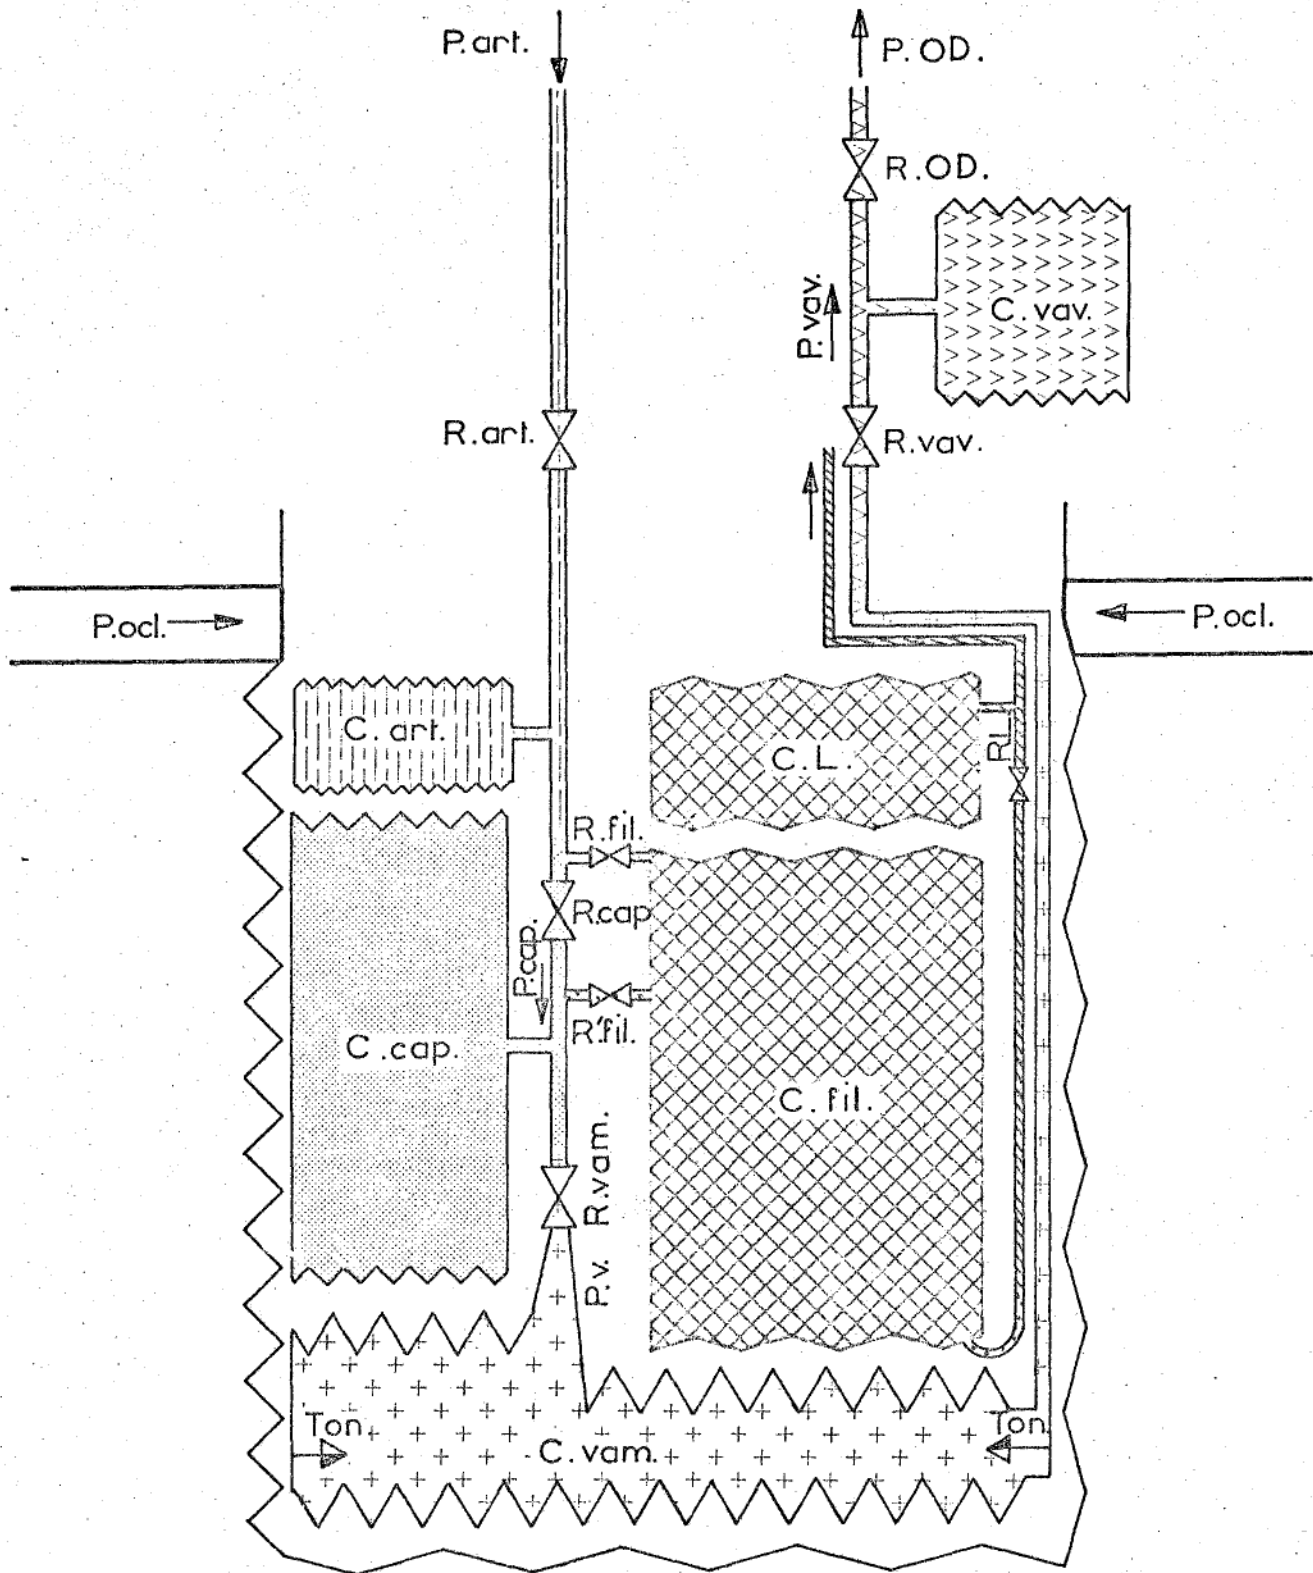 P.art.
P.OD.
R.OD.
P.vav.
C.vav.
R.art.
R.vav.
P.ocl.
P.ocl.
C.art.
C.L.
RL
R.fil.
R.cap
P.cap.
R'.fil.
C.cap.
C.fil.
R.vam.
P.v.
Ton.
Ton.
C.vam.